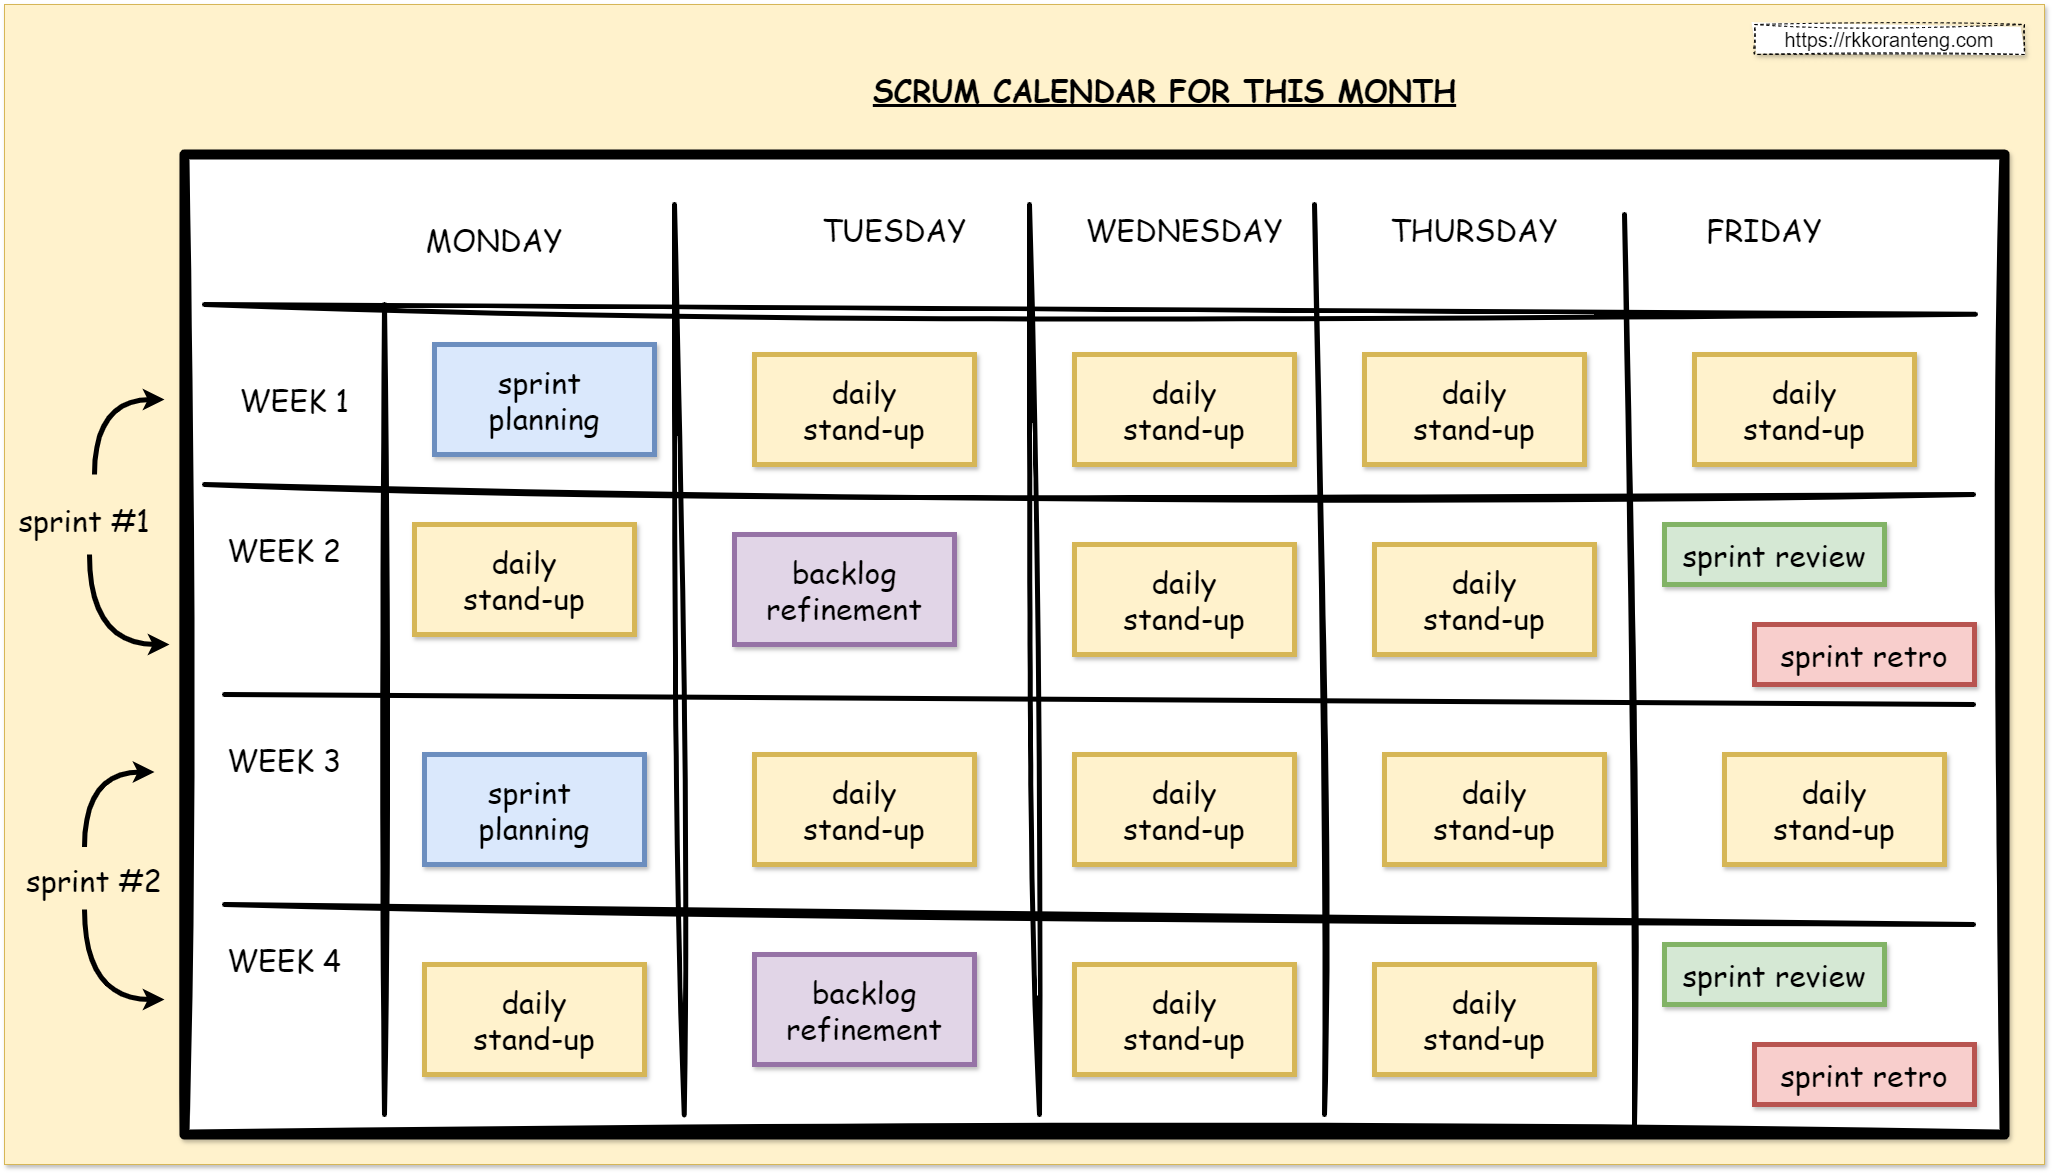 https://rkkoranteng.com
SCRUM CALENDAR FOR THIS MONTH
MONDAY
TUESDAY
WEDNESDAY
THURSDAY
FRIDAY
sprint #1
WEEK 1
sprint
planning
daily
stand-up
daily
stand-up
daily
stand-up
daily
stand-up
WEEK 2
daily
stand-up
backlog
refinement
daily
stand-up
daily
stand-up
sprint review
sprint retro
sprint #2
WEEK 3
sprint
planning
daily
stand-up
daily
stand-up
daily
stand-up
daily
stand-up
WEEK 4
daily
stand-up
backlog
refinement
daily
stand-up
daily
stand-up
sprint review
sprint retro